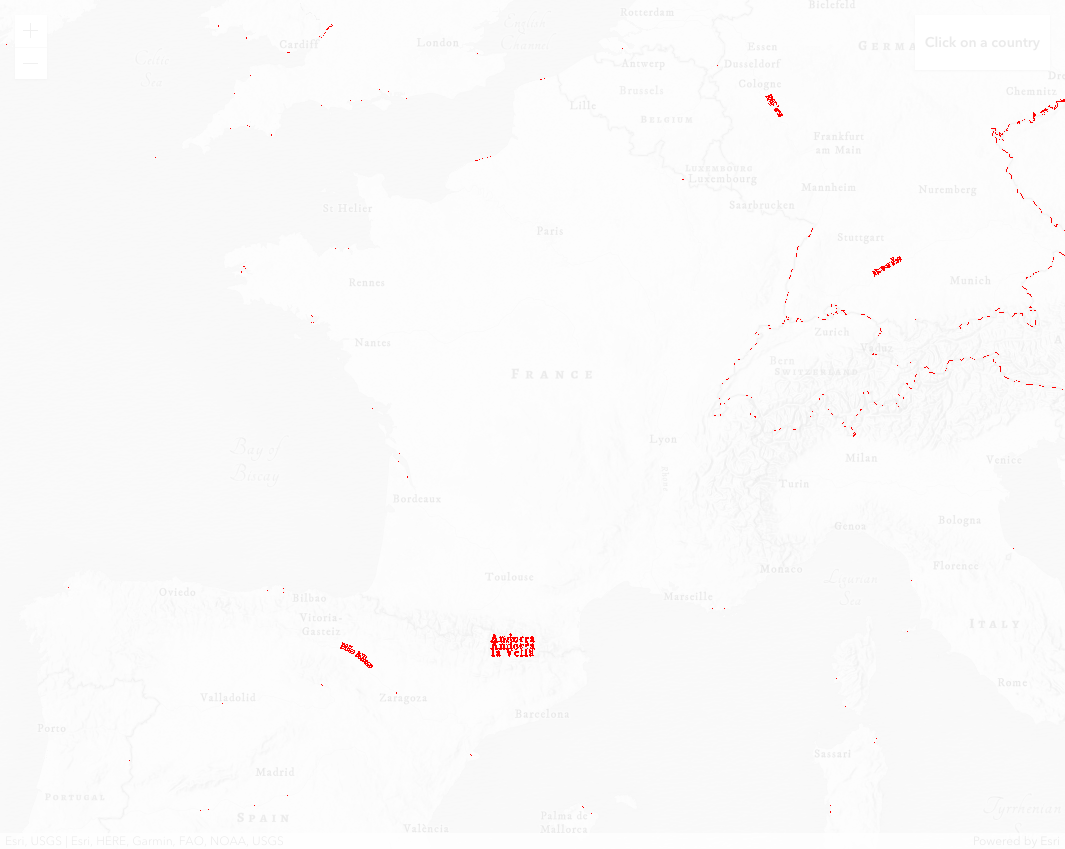 Rotterdam
Bielefeld
Cardiff
London
English
Channel
Essen
GERMA
Click on a country
Celtic
Sea
Antwerp
Dusseldorf
Cologne
Dre
Chemnitz
Brussels
Lille
BELGIUM
Frankfort
am Main
LUXEMBOURG
Luxembourg
Mannheim
Nuremberg
St Helier
Saarbrucken
Paris
Stuttgart
Rennes
Munich
Nantes
Zurich
Vaduz
Bern
SWITZERLAND
FRANCE
Lyon
Milan
Venice
Bay of
Biscay
Turin
Bordeaux
Genoa
Bologna
Toulouse
Monaco
Florence
Oviedo
Bilbao
Marseille
Ligurian
Sea
Vitoria-
Gasteiz
Andorra
Andorra
la Vella
ITALY
Rome
Valladolid
Zaragoza
Barcelona
Porto
Sassari
Madrid
PORTUGAL
SPAIN
Palma de
Mallorca
València
Tyrrhenian
Esri, USGS | Esri, HERE, Garmin, FAO, NOAA, USGS
Powered by Esri